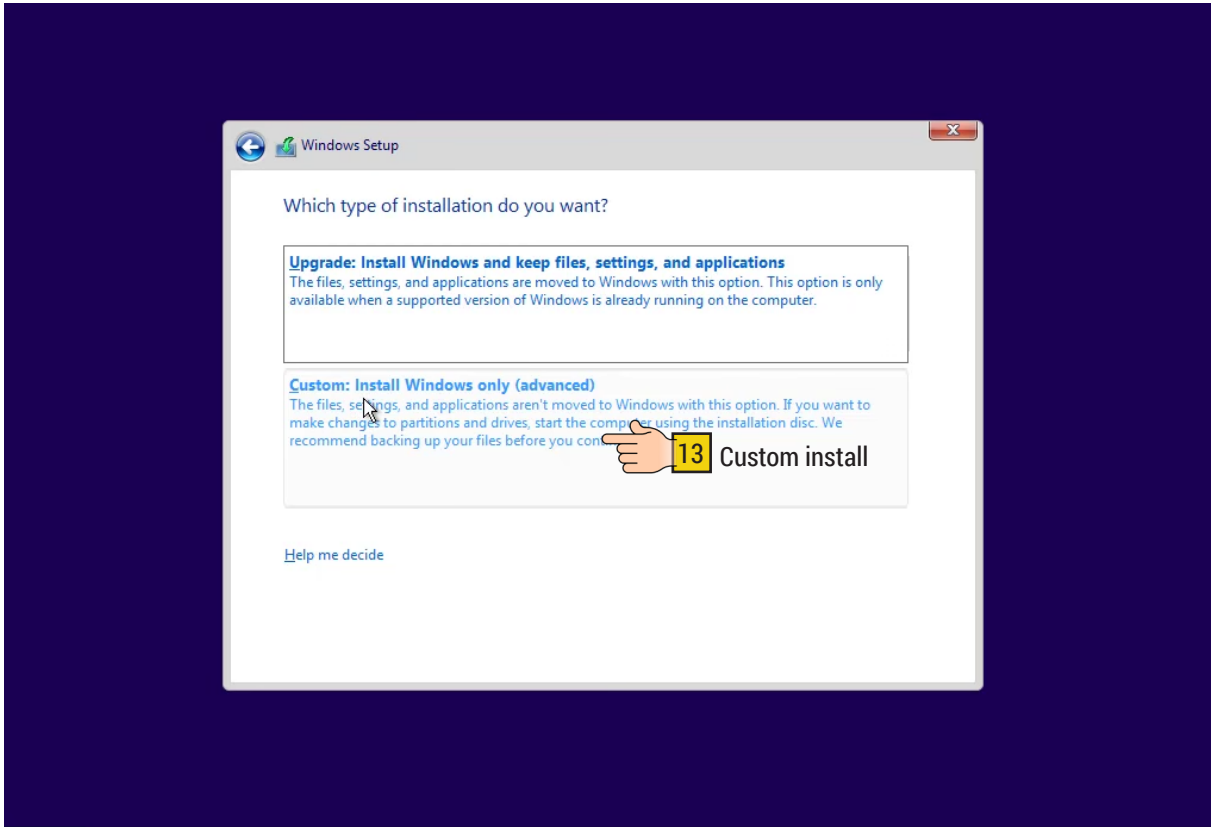 Windows Setup
X
Which type of installation do you want?
Upgrade: Install Windows and keep files, settings, and applications
The files, settings, and applications are moved to Windows with this option. This option is only
available when a supported version of Windows is already running on the computer.
Custom: Install Windows only (advanced)
The files, settings, and applications aren't moved to Windows with this option. If you want to
make changes to partitions and drives, start the computer using the installation disc. We
recommend backing up your files before you
13 Custom install
Help me decide